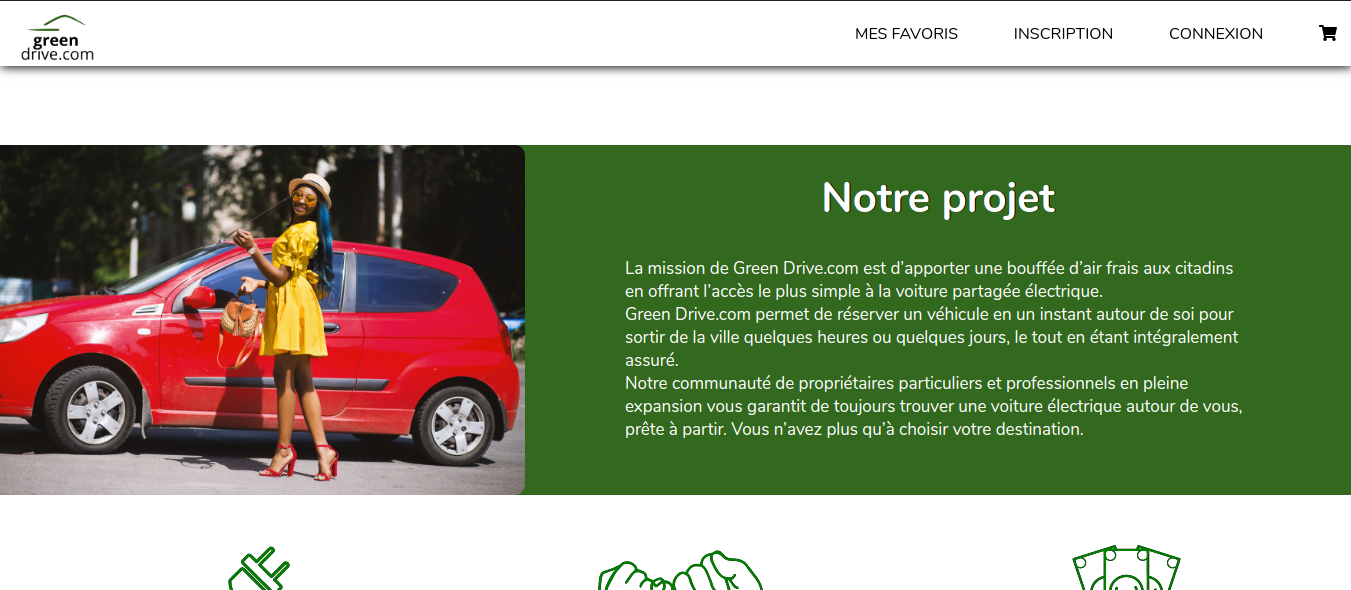 green
drive.com
MES FAVORIS
INSCRIPTION
CONNEXION
Notre projet
La mission de Green Drive.com est d’apporter une bouffée d’air frais aux citadins
en offrant l’accès le plus simple à la voiture partagée électrique.
Green Drive.com permet de réserver un véhicule en un instant autour de soi pour
sortir de la ville quelques heures ou quelques jours, le tout en étant intégralement
assuré.
Notre communauté de propriétaires particuliers et professionnels en pleine
expansion vous garantit de toujours trouver une voiture électrique autour de vous,
prête à partir. Vous n’avez plus qu’à choisir votre destination.